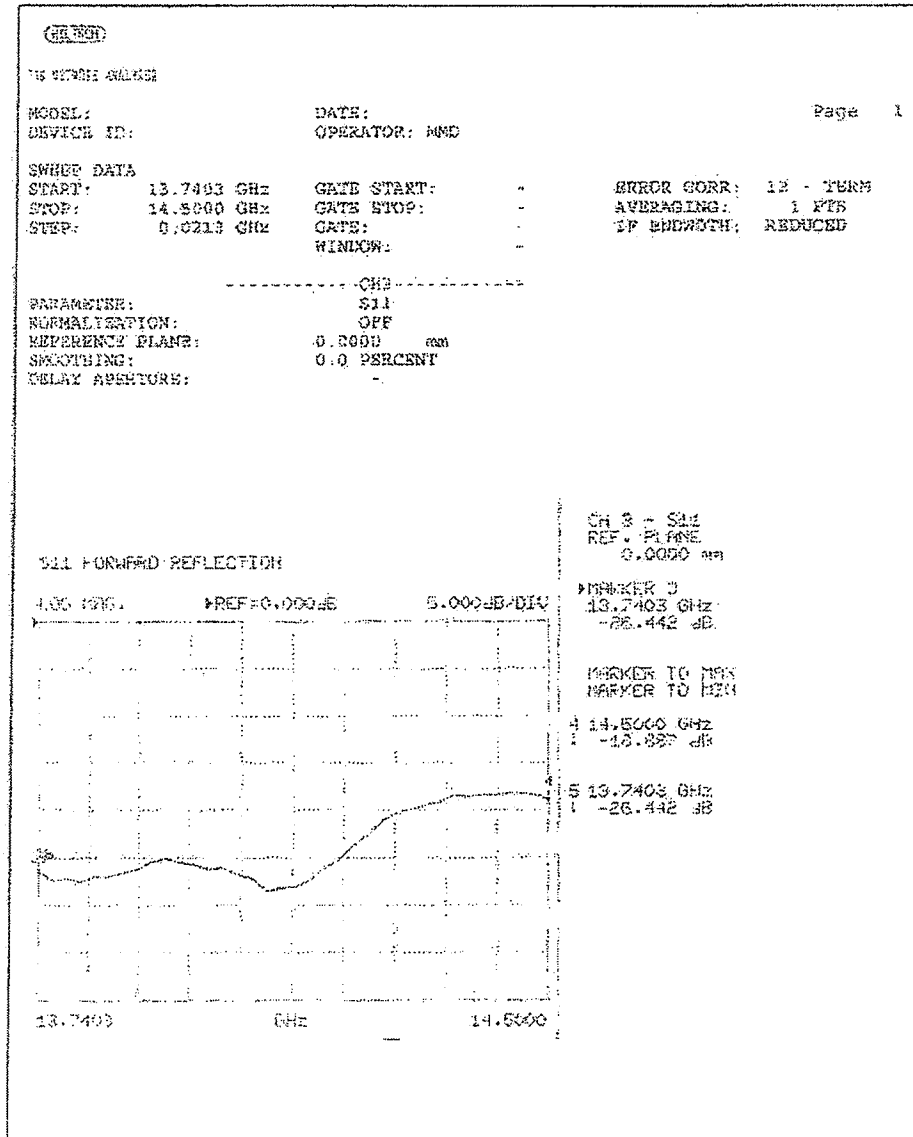 MODEL: DATE: Page 1
DEVICE ID: OPERATOR: MMD
SWEEP DATA
START: 13.7403 GHz GATE START: - ERROR CORR: 12 - TERM
STOP: 14.5000 GHz GATE STOP: - AVERAGING: 1 PTS
STEP: 0.0213 GHz GATE: - IF BNDWDTH: REDUCED
WINDOW: -
------------CH3------------
PARAMETER: S11
NORMALIZATION: OFF
REFERENCE PLANE: 0.0000 mm
SMOOTHING: 0.0 PERCENT
DELAY APERTURE: -
CH 3 - S11
REF. PLANE
0.0000 mm
S11 FORWARD REFLECTION
LOG MAG. ▶REF=0.000dB 5.000dB/DIV
▶MARKER 3
13.7403 GHz
-26.442 dB
MARKER TO MAX
MARKER TO MIN
4 14.5000 GHz
dB
5 13.7403 GHz
-26.442 dB
13.7403 GHz 14.5000